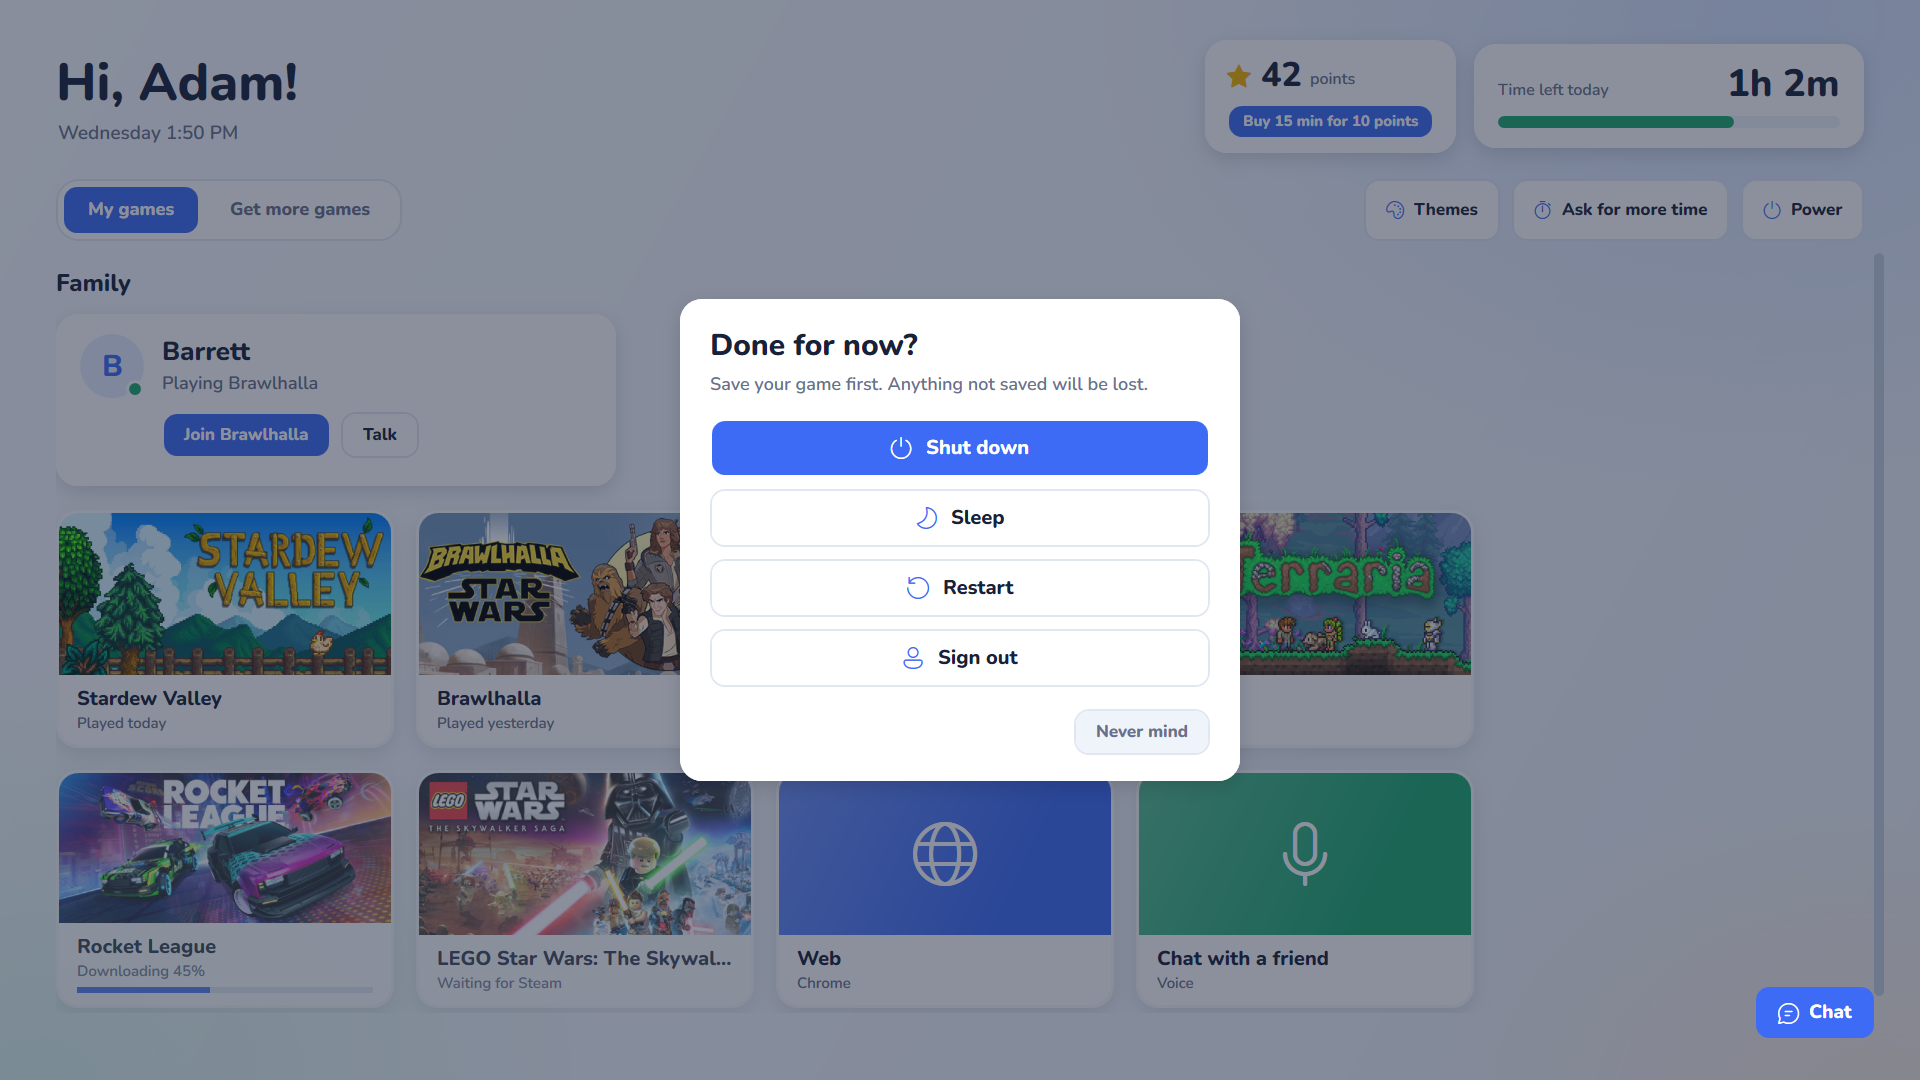 Hi, Adam!
Wednesday 1:50 PM
42 points
Buy 15 min for 10 points
Time left today
1h 2m
My games
Get more games
Themes
Ask for more time
Power
Family
B
Barrett
Playing Brawlhalla
Join Brawlhalla
Talk
Done for now?
Save your game first. Anything not saved will be lost.
Shut down
Sleep
Restart
Sign out
Never mind
STARDEW
VALLEY
Stardew Valley
Played today
BRAWLHALLA
STAR
WARS
Brawlhalla
Played yesterday
Terraria
ROCKET
LEAGUE
Rocket League
Downloading 45%
LEGO
STAR
WARS
THE SKYWALKER SAGA
LEGO Star Wars: The Skywal...
Waiting for Steam
Web
Chrome
Chat with a friend
Voice
Chat